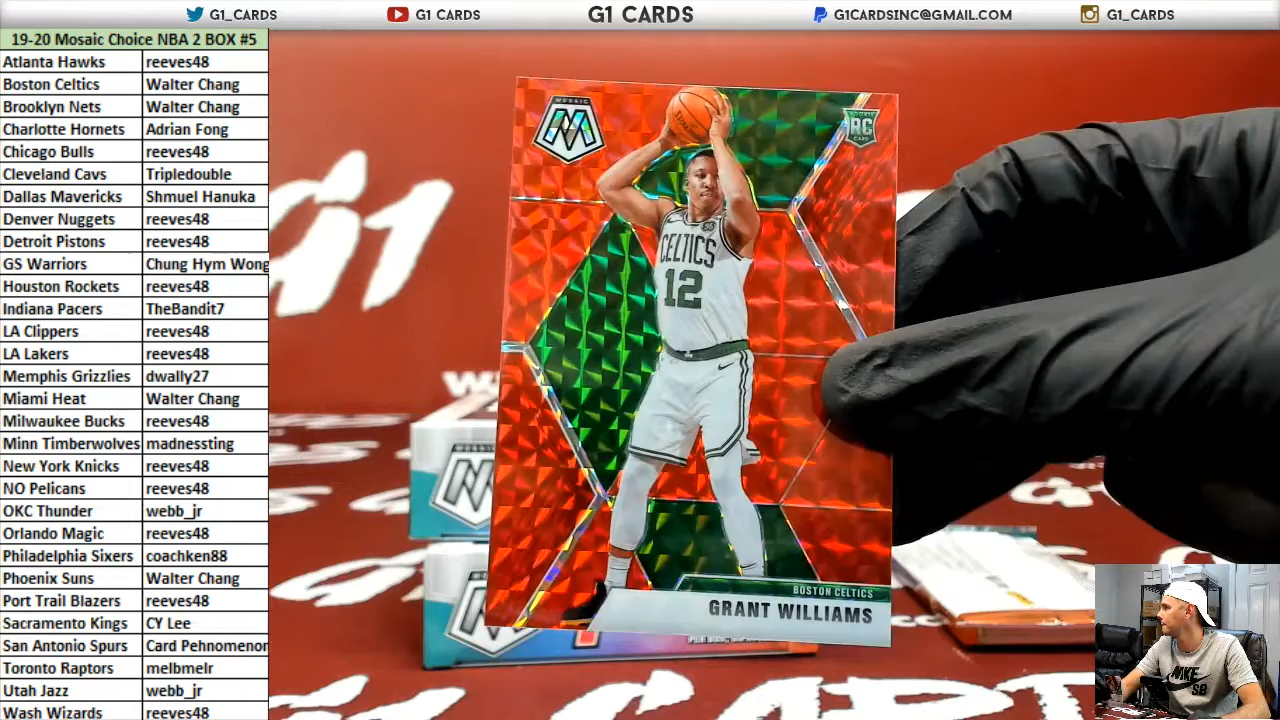 G1_CARDS
G1 CARDS
G1 CARDS
G1CARDSINC@GMAIL.COM
G1_CARDS
19-20 Mosaic Choice NBA 2 BOX #5
Atlanta Hawks reeves48
Boston Celtics Walter Chang
Brooklyn Nets Walter Chang
Charlotte Hornets Adrian Fong
Chicago Bulls reeves48
Cleveland Cavs Tripledouble
Dallas Mavericks Shmuel Hanuka
Denver Nuggets reeves48
Detroit Pistons reeves48
GS Warriors Chung Hym Wong
Houston Rockets reeves48
Indiana Pacers TheBandit7
LA Clippers reeves48
LA Lakers reeves48
Memphis Grizzlies dwally27
Miami Heat Walter Chang
Milwaukee Bucks reeves48
Minn Timberwolves madnessting
New York Knicks reeves48
NO Pelicans reeves48
OKC Thunder webb_jr
Orlando Magic reeves48
Philadelphia Sixers coachken88
Phoenix Suns Walter Chang
Port Trail Blazers reeves48
Sacramento Kings CY Lee
San Antonio Spurs Card Pehnomenon
Toronto Raptors melbmelr
Utah Jazz webb_jr
Wash Wizards reeves48
MOSAIC
M
ROOKIE
RC
CARD
CELTICS
12
BOSTON CELTICS
GRANT WILLIAMS
NIKE
SB